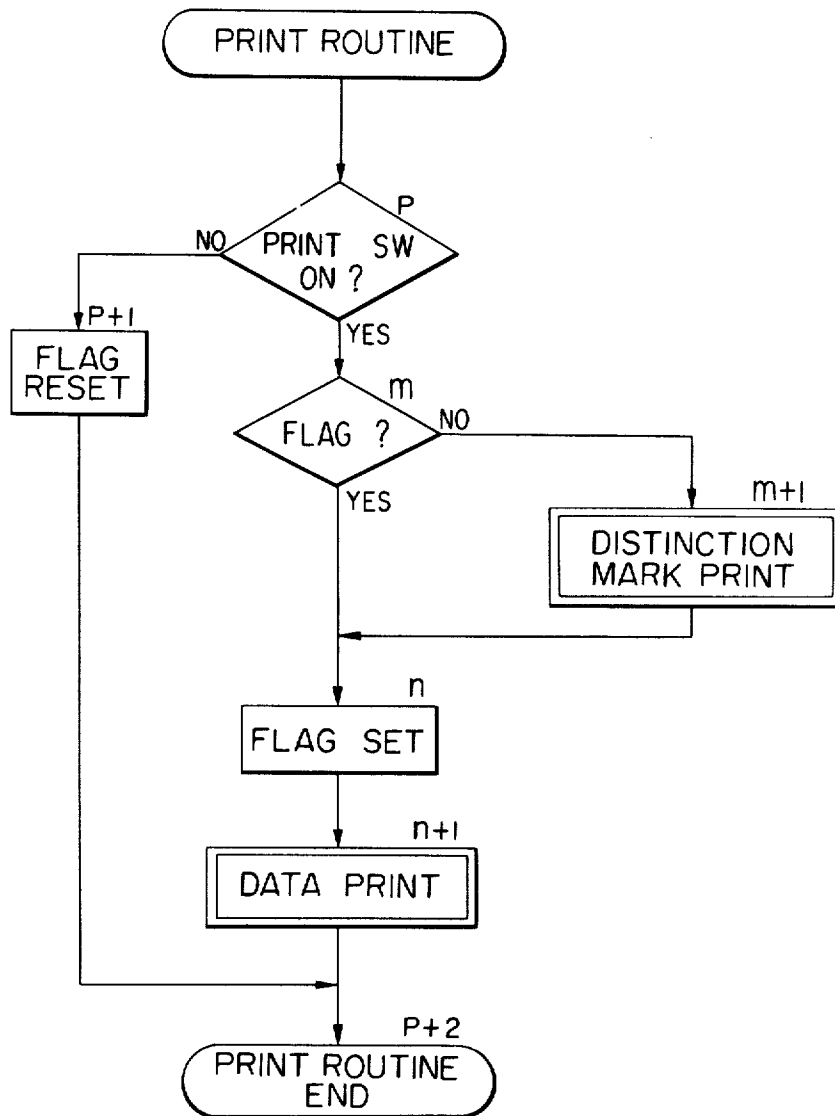 PRINT ROUTINE
P
NO
PRINT SW
ON ?
YES
P+1
FLAG
RESET
m
FLAG ?
NO
YES
m+1
DISTINCTION
MARK PRINT
n
FLAG SET
n+1
DATA PRINT
P+2
PRINT ROUTINE
END